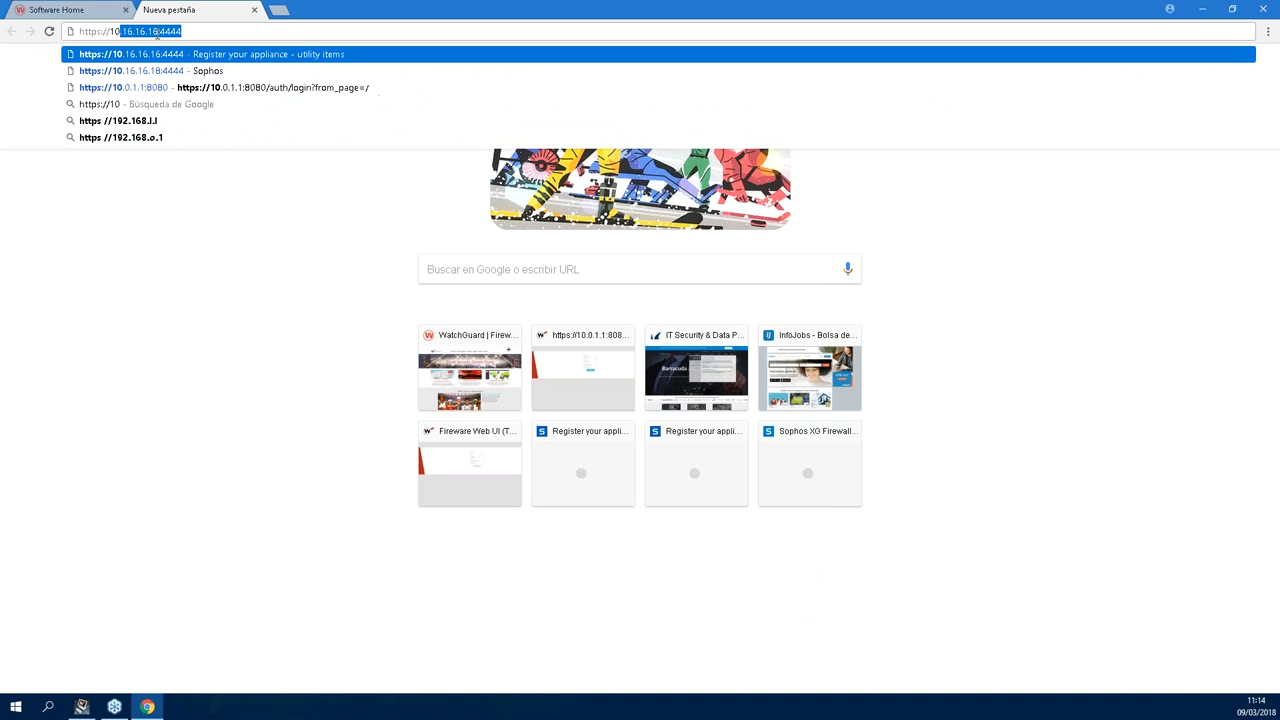 Software Home
Nueva pestaña
https://10.16.16.16:4444
https://10.16.16.16:4444 - Register your appliance - utility items
https://10.16.16.18:4444 - Sophos
https://10.0.1.1:8080 - https://10.0.1.1:8080/auth/login?from_page=/
https://10 - Búsqueda de Google
https //192.168.l.l
https //192.168.o.1
Buscar en Google o escribir URL
WatchGuard | Firew...
https://10.0.1.1:808...
IT Security & Data P...
InfoJobs - Bolsa de...
Fireware Web UI (T...
Register your appli...
Register your appli...
Sophos XG Firewall...
11:14
09/03/2018